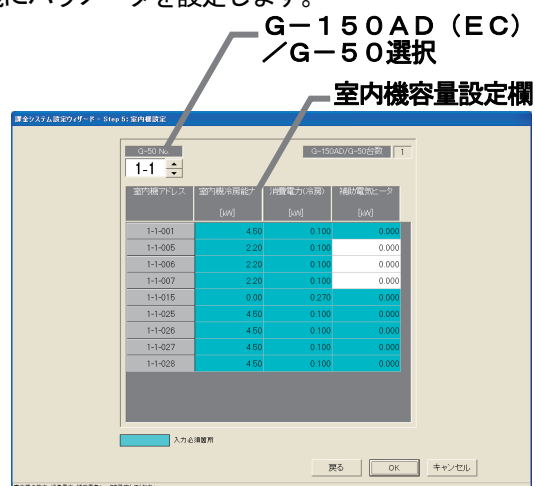 にパラメータを設定します。
G－150AD（EC）
／G－50選択
室内機容量設定欄
課金システム設定ウィザード - Step 5: 室内機設定
G-50 No.
G-150AD/G-50台数 1
1-1
室内機アドレス 室内機冷房能力 消費電力(冷房) 補助電気ヒータ
[kW] [kW] [kW]
1-1-001 4.50 0.100 0.000
1-1-005 2.20 0.100 0.000
1-1-006 2.20 0.100 0.000
1-1-007 2.20 0.100 0.000
1-1-015 0.00 0.270 0.000
1-1-025 4.50 0.100 0.000
1-1-026 4.50 0.100 0.000
1-1-027 4.50 0.100 0.000
1-1-028 4.50 0.100 0.000
入力必須箇所
戻る OK キャンセル